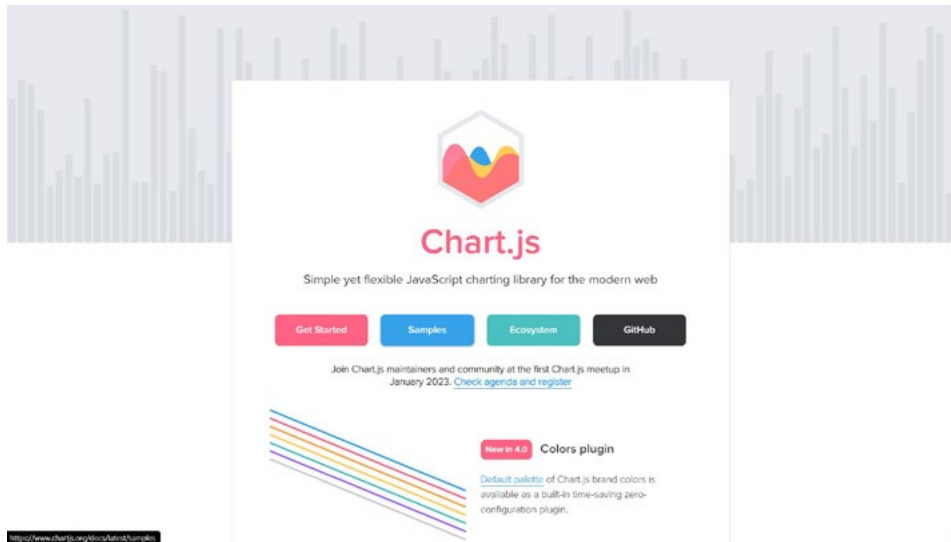 Chart.js
Simple yet flexible JavaScript charting library for the modern web
Get Started
Samples
Ecosystem
GitHub
Join Chart.js maintainers and community at the first Chart.js meetup in
January 2023. Check agenda and register
New in 4.0
Colors plugin
Default palette of Chart.js brand colors is
available as a built-in time-saving zero-
configuration plugin.
https://www.chartjs.org/docs/latest/samples